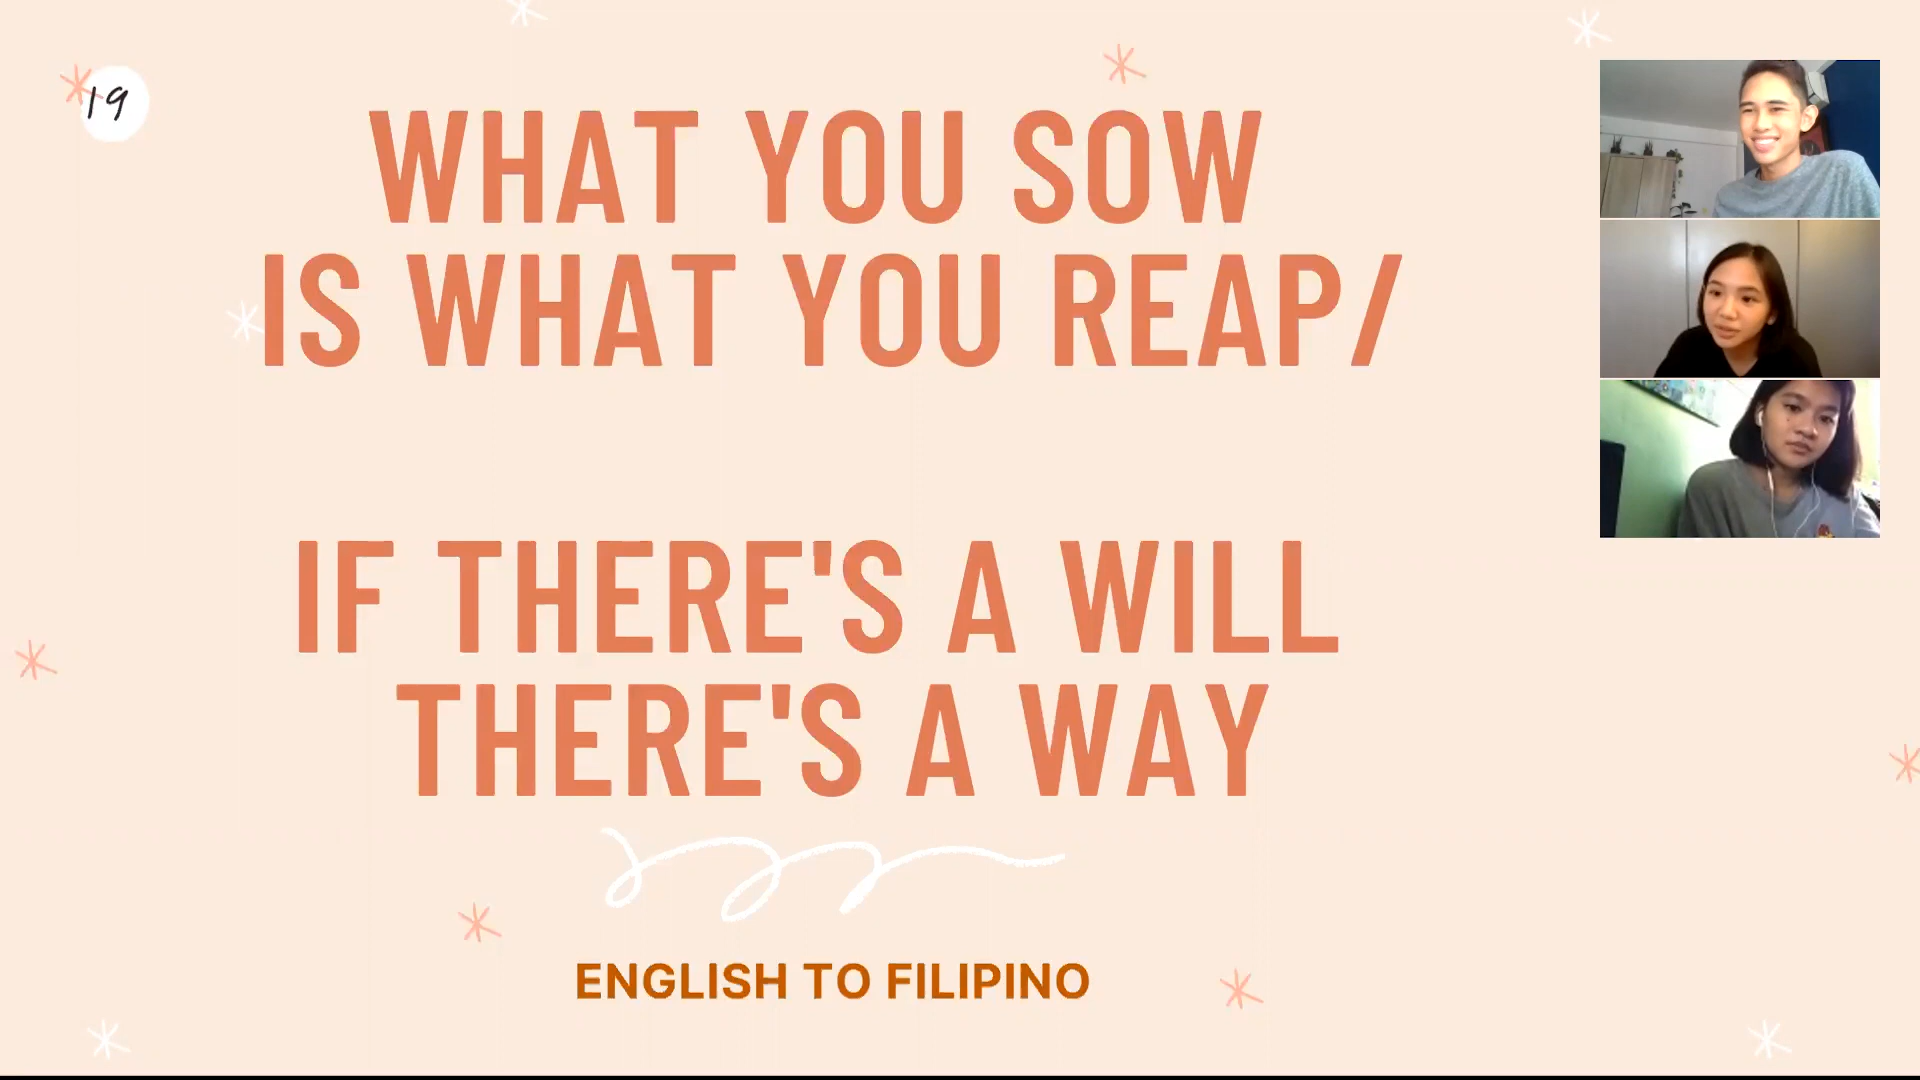 19
WHAT YOU SOW
IS WHAT YOU REAP/
IF THERE'S A WILL
THERE'S A WAY
ENGLISH TO FILIPINO